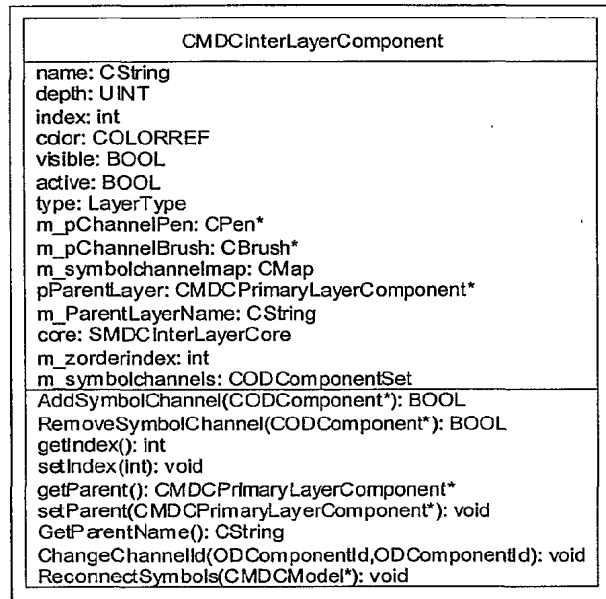 CMDCInterLayerComponent
name: CString
depth: UINT
index: int
color: COLORREF
visible: BOOL
active: BOOL
type: LayerType
m_pChannelPen: CPen*
m_pChannelBrush: CBrush*
m_symbolchannelmap: CMap
pParentLayer: CMDCPrimaryLayerComponent*
m_ParentLayerName: CString
core: SMDCInterLayerCore
m_zorderindex: int
m_symbolchannels: CODComponentSet
AddSymbolChannel(CODComponent*): BOOL
RemoveSymbolChannel(CODComponent*): BOOL
getIndex(): int
setIndex(int): void
getParent(): CMDCPrimaryLayerComponent*
setParent(CMDCPrimaryLayerComponent*): void
GetParentName(): CString
ChangeChannelId(ODComponentId,ODComponentId): void
ReconnectSymbols(CMDCModel*): void